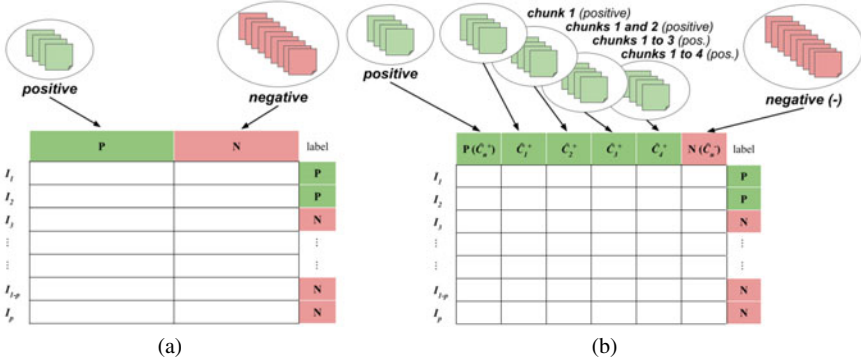 positive
negative
P N label
I1 P
I2 P
I3 N
⋮ ⋮
⋮ ⋮
I1-p N
Ip N
(a)
chunk 1 (positive)
chunks 1 and 2 (positive)
chunks 1 to 3 (pos.)
chunks 1 to 4 (pos.)
positive
negative (-)
P (Ĉn+) Ĉ1+ Ĉ2+ Ĉ3+ Ĉ4+ N (Ĉn-) label
I1 P
I2 P
I3 N
⋮ ⋮
⋮ ⋮
I1-p N
Ip N
(b)